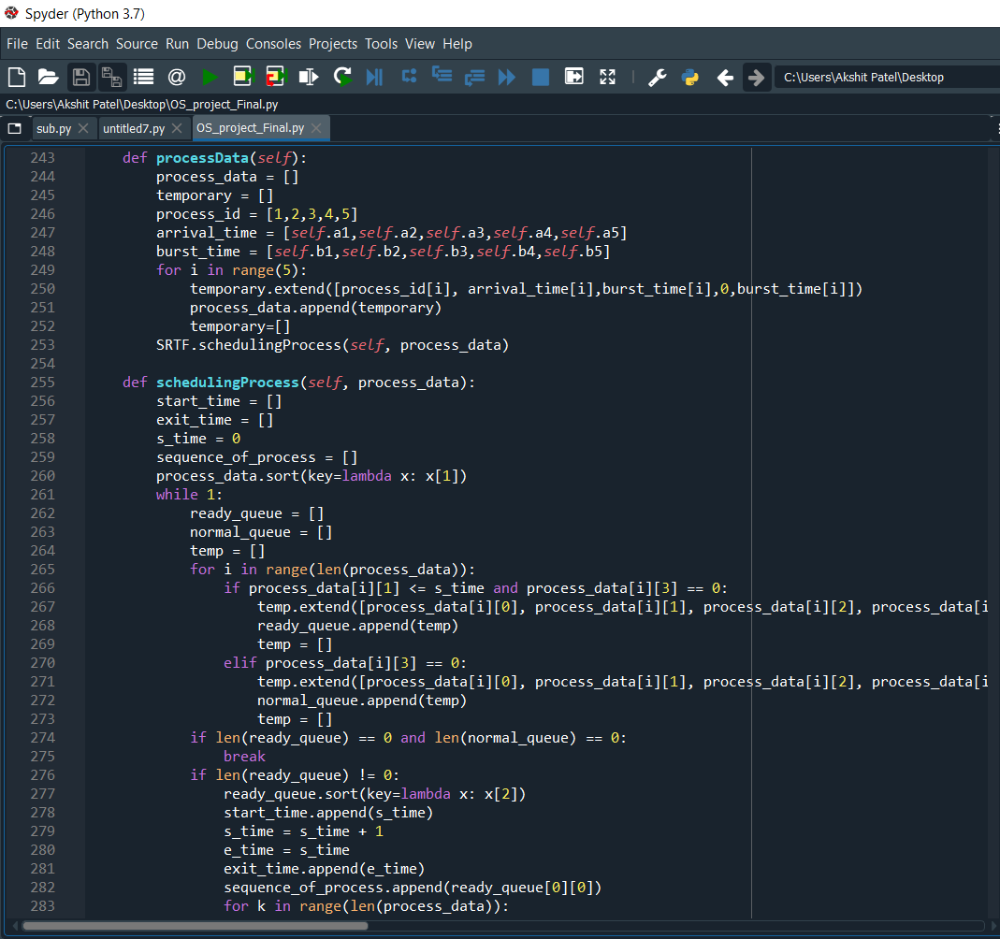 Spyder (Python 3.7)
File Edit Search Source Run Debug Consoles Projects Tools View Help
C:\Users\Akshit Patel\Desktop
C:\Users\Akshit Patel\Desktop\OS_project_Final.py
sub.py untitled7.py OS_project_Final.py
243 def processData(self):
244 process_data = []
245 temporary = []
246 process_id = [1,2,3,4,5]
247 arrival_time = [self.a1,self.a2,self.a3,self.a4,self.a5]
248 burst_time = [self.b1,self.b2,self.b3,self.b4,self.b5]
249 for i in range(5):
250 temporary.extend([process_id[i], arrival_time[i],burst_time[i],0,burst_time[i]])
251 process_data.append(temporary)
252 temporary=[]
253 SRTF.schedulingProcess(self, process_data)
254
255 def schedulingProcess(self, process_data):
256 start_time = []
257 exit_time = []
258 s_time = 0
259 sequence_of_process = []
260 process_data.sort(key=lambda x: x[1])
261 while 1:
262 ready_queue = []
263 normal_queue = []
264 temp = []
265 for i in range(len(process_data)):
266 if process_data[i][1] <= s_time and process_data[i][3] == 0:
267 temp.extend([process_data[i][0], process_data[i][1], process_data[i][2], process_data[i
268 ready_queue.append(temp)
269 temp = []
270 elif process_data[i][3] == 0:
271 temp.extend([process_data[i][0], process_data[i][1], process_data[i][2], process_data[i
272 normal_queue.append(temp)
273 temp = []
274 if len(ready_queue) == 0 and len(normal_queue) == 0:
275 break
276 if len(ready_queue) != 0:
277 ready_queue.sort(key=lambda x: x[2])
278 start_time.append(s_time)
279 s_time = s_time + 1
280 e_time = s_time
281 exit_time.append(e_time)
282 sequence_of_process.append(ready_queue[0][0])
283 for k in range(len(process_data)):